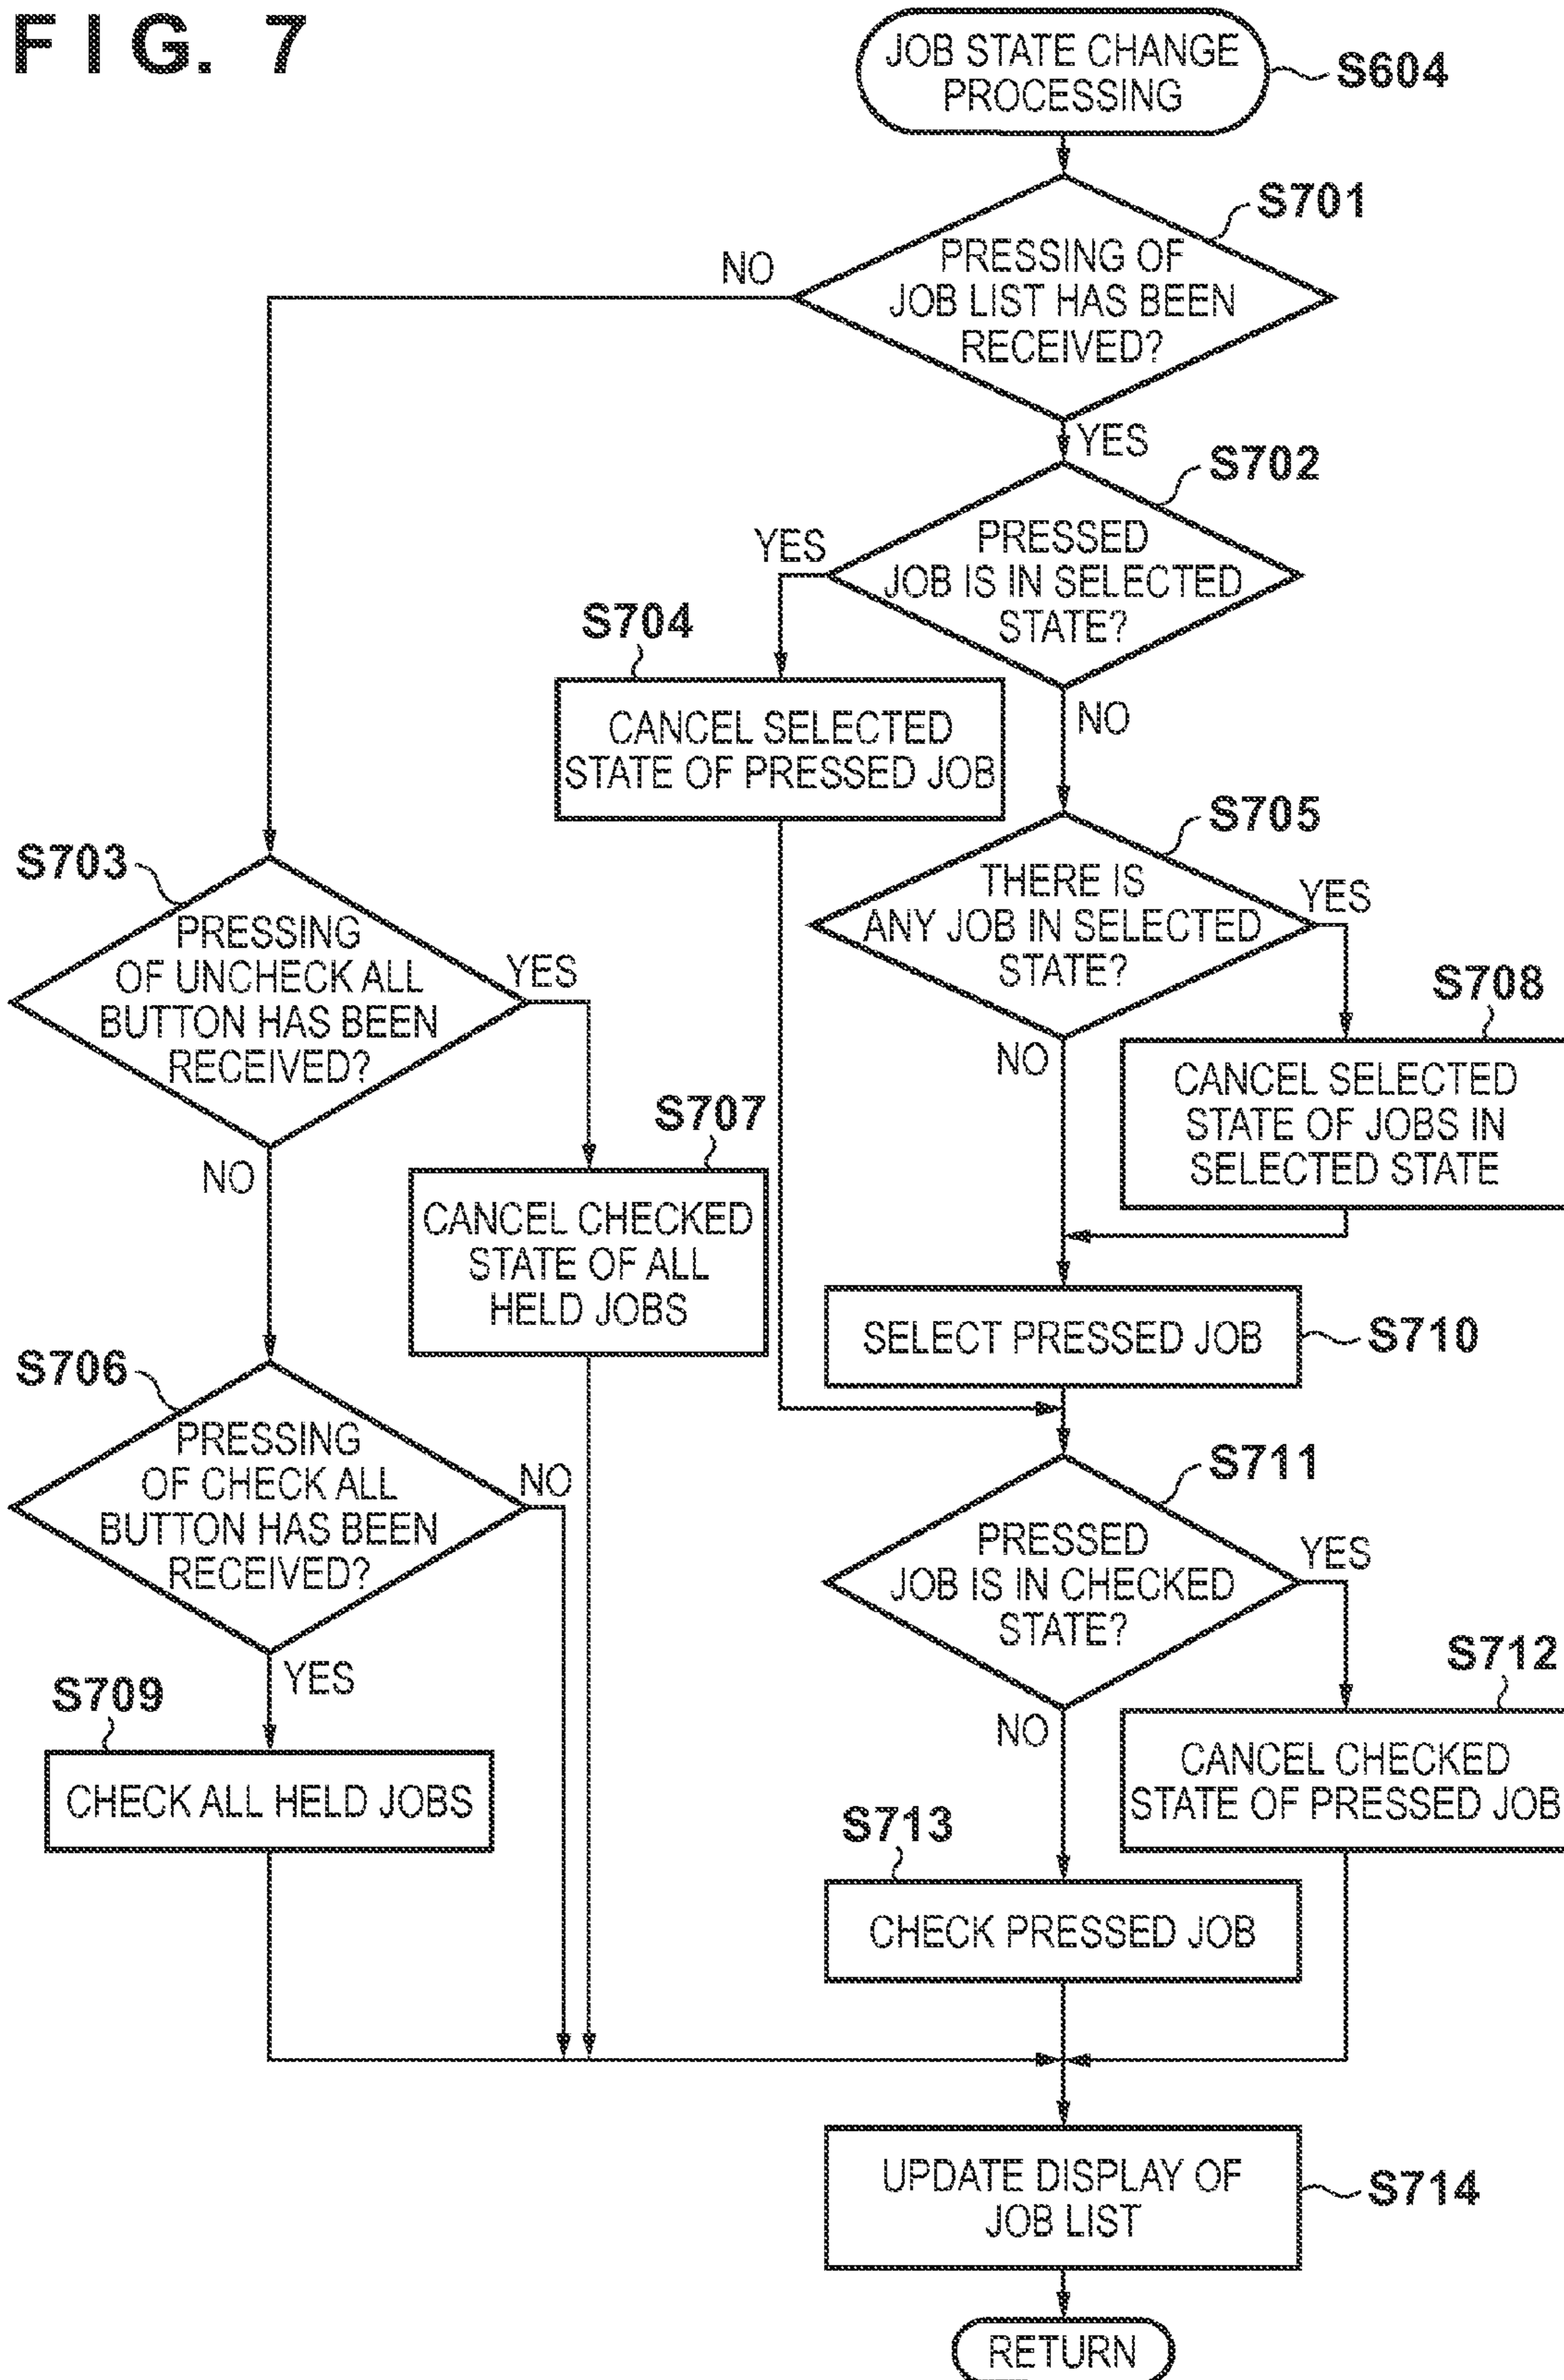 FIG. 7
JOB STATE CHANGE
PROCESSING
S604
S701
PRESSING OF
JOB LIST HAS BEEN
RECEIVED?
NO
YES
S702
PRESSED
JOB IS IN SELECTED
STATE?
YES
NO
S704
CANCEL SELECTED
STATE OF PRESSED JOB
S705
THERE IS
ANY JOB IN SELECTED
STATE?
YES
NO
S703
PRESSING
OF UNCHECK ALL
BUTTON HAS BEEN
RECEIVED?
YES
NO
S708
CANCEL SELECTED
STATE OF JOBS IN
SELECTED STATE
S707
CANCEL CHECKED
STATE OF ALL
HELD JOBS
SELECT PRESSED JOB
S710
S706
PRESSING
OF CHECK ALL
BUTTON HAS BEEN
RECEIVED?
NO
YES
S711
PRESSED
JOB IS IN CHECKED
STATE?
YES
NO
S709
CHECK ALL HELD JOBS
S712
CANCEL CHECKED
STATE OF PRESSED JOB
S713
CHECK PRESSED JOB
UPDATE DISPLAY OF
JOB LIST
S714
RETURN